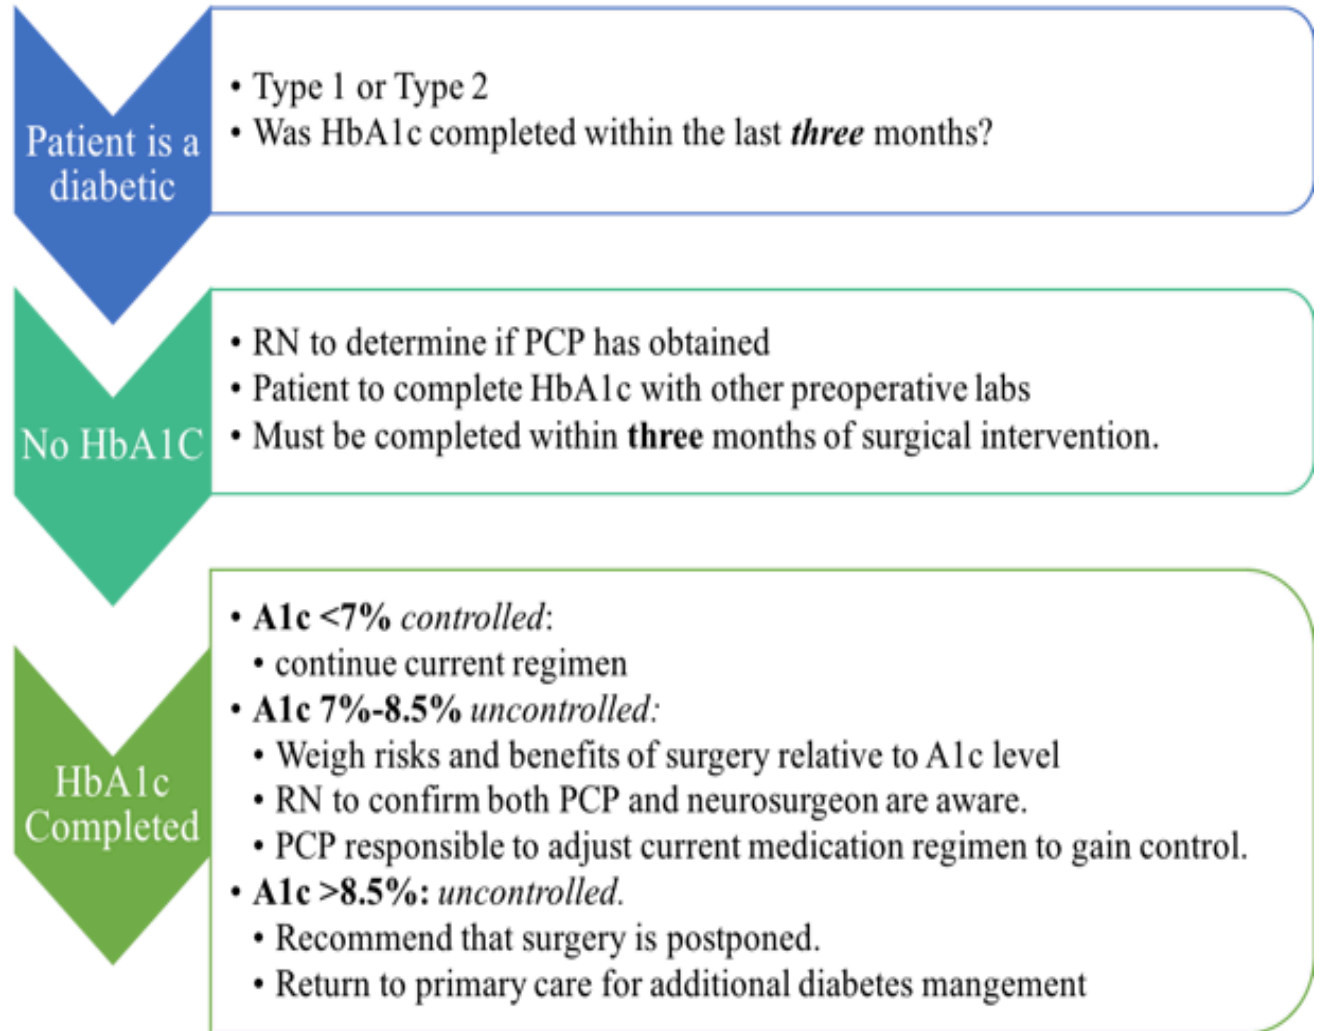 Patient is a
diabetic
• Type 1 or Type 2
• Was HbA1c completed within the last three months?
No HbA1C
• RN to determine if PCP has obtained
• Patient to complete HbA1c with other preoperative labs
• Must be completed within three months of surgical intervention.
HbA1c
Completed
• A1c <7% controlled:
• continue current regimen
• A1c 7%-8.5% uncontrolled:
• Weigh risks and benefits of surgery relative to A1c level
• RN to confirm both PCP and neurosurgeon are aware.
• PCP responsible to adjust current medication regimen to gain control.
• A1c >8.5%: uncontrolled.
• Recommend that surgery is postponed.
• Return to primary care for additional diabetes mangement